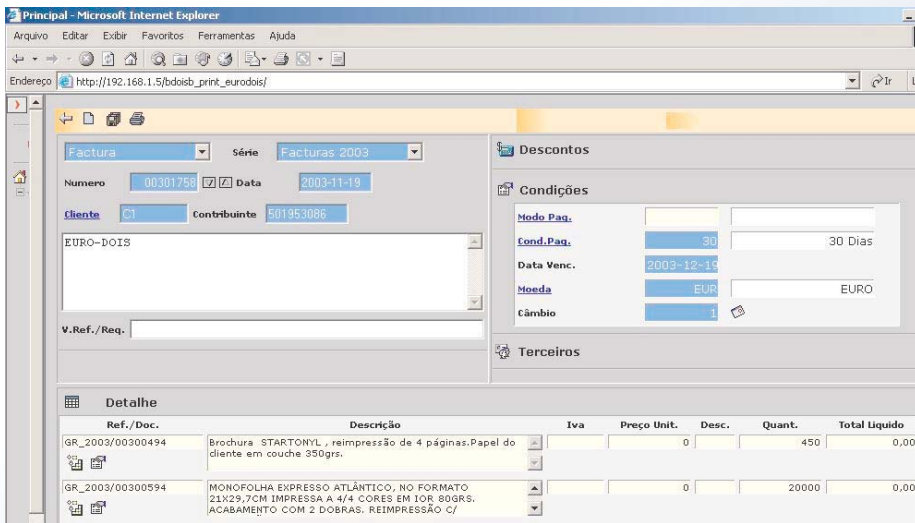 Principal - Microsoft Internet Explorer
Arquivo Editar Exibir Favoritos Ferramentas Ajuda
Endereço http://192.168.1.5/bdoisb_print_eurodois/ Ir
Factura Série Facturas 2003
Numero 00301758 Data 2003-11-19
Cliente C1 Contribuinte 501953086
EURO-DOIS
V.Ref./Req.
Descontos
Condições
Modo Pag.
Cond.Pag. 30 30 Dias
Data Venc. 2003-12-19
Moeda EUR EURO
Câmbio 1
Terceiros
Detalhe
Ref./Doc. Descrição Iva Preço Unit. Desc. Quant. Total Liquido
GR_2003/00300494 Brochura STARTONYL , reimpressão de 4 páginas.Papel do 0 450 0,00
cliente em couche 350grs.
GR_2003/00300594 MONOFOLHA EXPRESSO ATLÂNTICO, NO FORMATO 0 20000 0,00
21X29,7CM IMPRESSA A 4/4 CORES EM IOR 80GRS.
ACABAMENTO COM 2 DOBRAS. REIMPRESSÃO C/